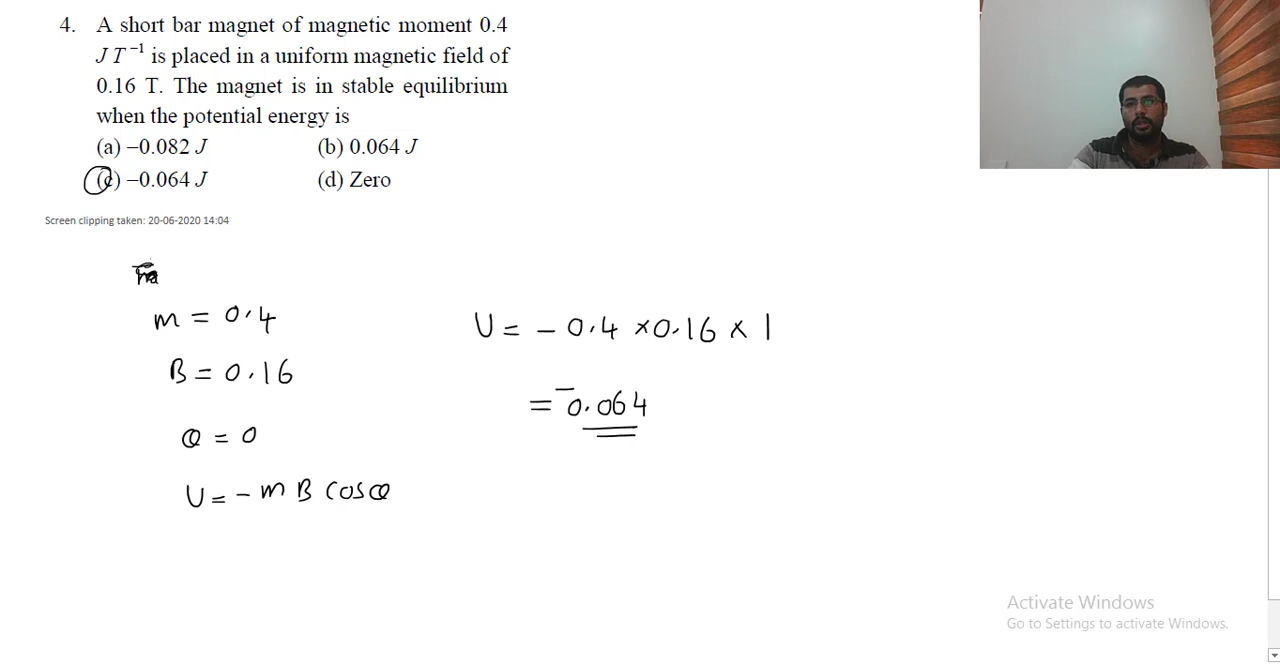 4. A short bar magnet of magnetic moment 0.4
J T⁻¹ is placed in a uniform magnetic field of
0.16 T. The magnet is in stable equilibrium
when the potential energy is
(a) –0.082 J (b) 0.064 J
(c) –0.064 J (d) Zero
Screen clipping taken: 20-06-2020 14:04
m = 0.4
B = 0.16
θ = 0
U = - m B cos θ
U = - 0.4 × 0.16 × 1
= -0.064
Activate Windows
Go to Settings to activate Windows.